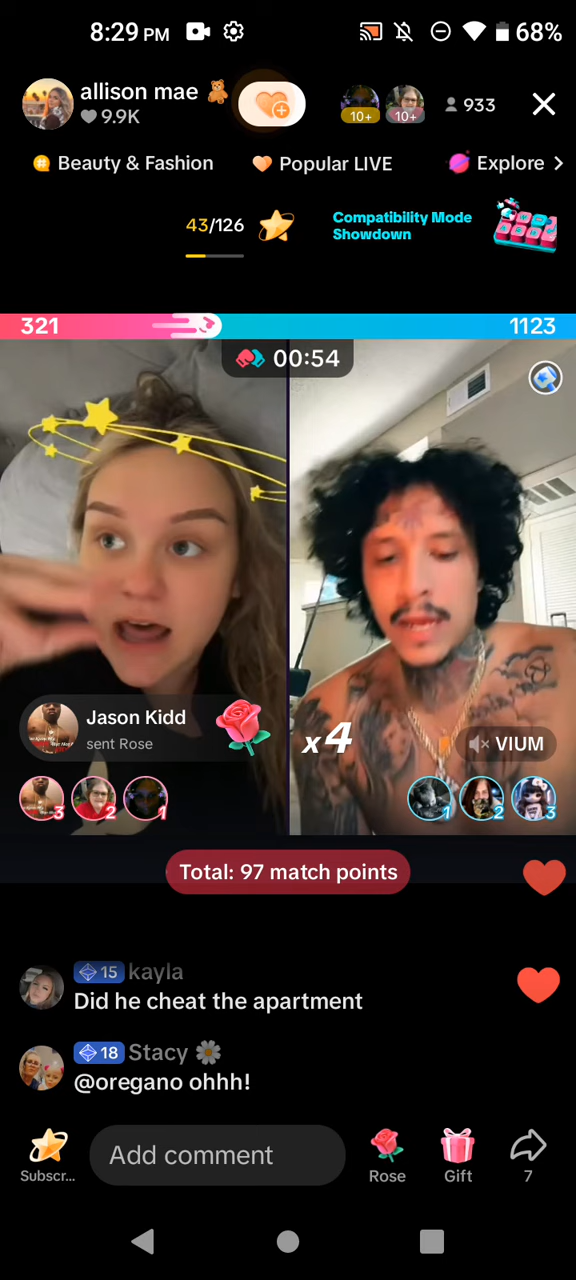 8:29 PM
68%
allison mae
9.9K
10+
10+
933
Beauty & Fashion
Popular LIVE
Explore
43/126
Compatibility Mode
Showdown
321
1123
00:54
Jason Kidd
sent Rose
x4
VIUM
3
2
1
1
2
3
Total: 97 match points
15 kayla
Did he cheat the apartment
18 Stacy
@oregano ohhh!
Subscr...
Add comment
Rose
Gift
7